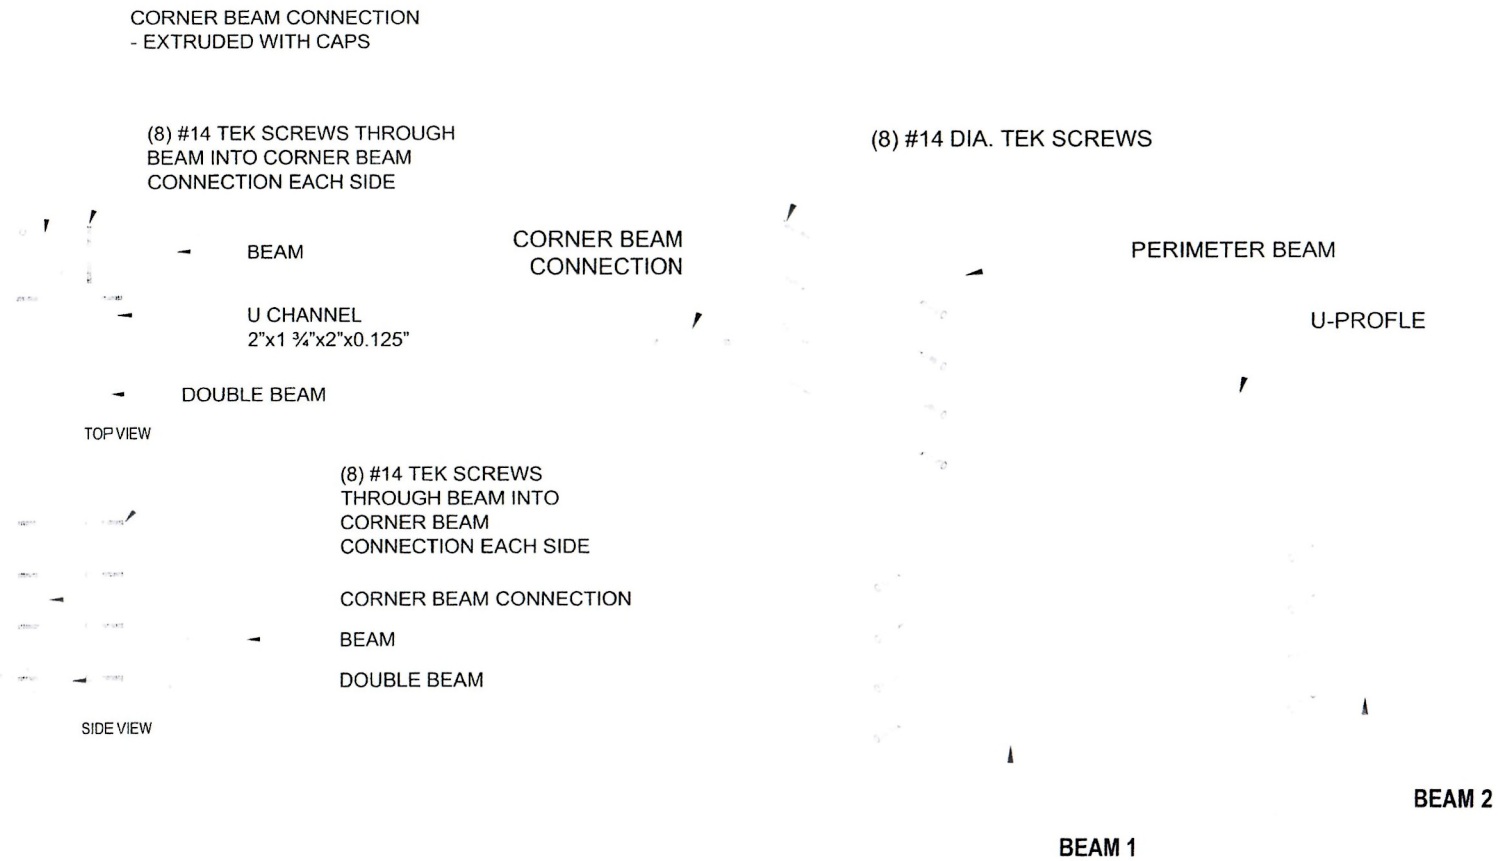 CORNER BEAM CONNECTION
- EXTRUDED WITH CAPS
(8) #14 TEK SCREWS THROUGH
BEAM INTO CORNER BEAM
CONNECTION EACH SIDE
BEAM
U CHANNEL
2"x1 ¾"x2"x0.125"
DOUBLE BEAM
TOP VIEW
(8) #14 TEK SCREWS
THROUGH BEAM INTO
CORNER BEAM
CONNECTION EACH SIDE
CORNER BEAM CONNECTION
BEAM
DOUBLE BEAM
SIDE VIEW
(8) #14 DIA. TEK SCREWS
CORNER BEAM
CONNECTION
PERIMETER BEAM
U-PROFLE
BEAM 2
BEAM 1